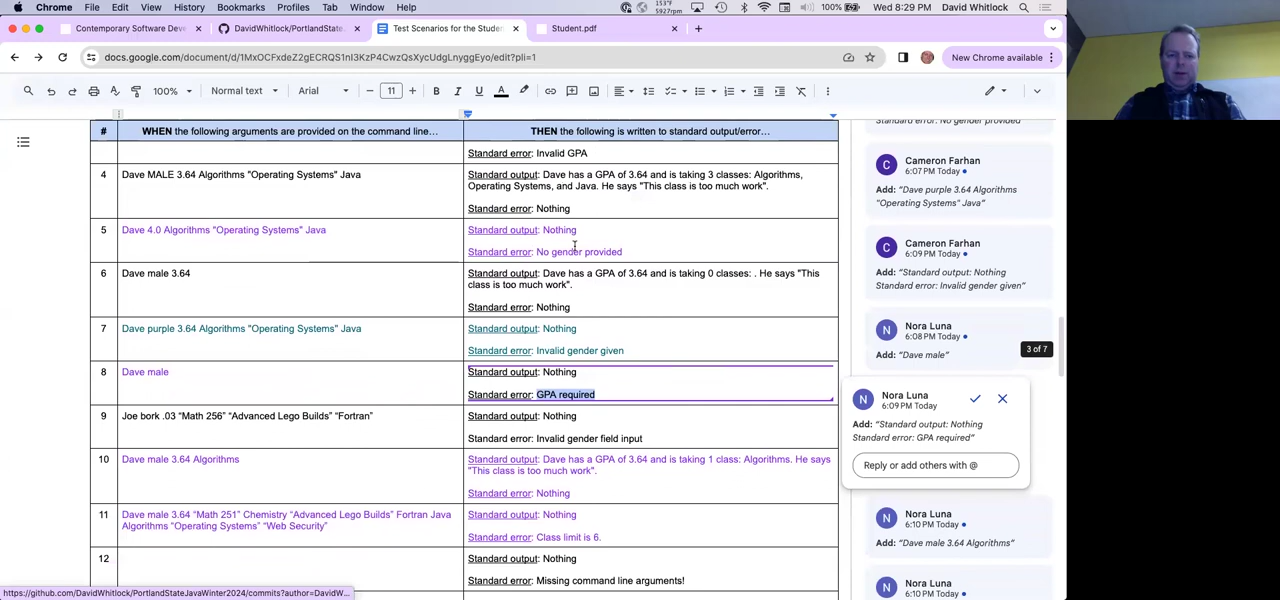 Chrome File Edit View History Bookmarks Profiles Tab Window Help 153°F 5927rpm 100% Wed 8:29 PM David Whitlock
Contemporary Software Deve DavidWhitlock/PortlandState Test Scenarios for the Studen Student.pdf
docs.google.com/document/d/1MxOCFxdeZ2gECRQS1nI3KzP4CwzQsXycUdgLnyggEyo/edit?pli=1 New Chrome available
100% Normal text Arial 11
# WHEN the following arguments are provided on the command line… THEN the following is written to standard output/error…
Standard error: Invalid GPA
4 Dave MALE 3.64 Algorithms "Operating Systems" Java Standard output: Dave has a GPA of 3.64 and is taking 3 classes: Algorithms,
Operating Systems, and Java. He says "This class is too much work".
Standard error: Nothing
5 Dave 4.0 Algorithms "Operating Systems" Java Standard output: Nothing
Standard error: No gender provided
6 Dave male 3.64 Standard output: Dave has a GPA of 3.64 and is taking 0 classes: . He says "This
class is too much work".
Standard error: Nothing
7 Dave purple 3.64 Algorithms "Operating Systems" Java Standard output: Nothing
Standard error: Invalid gender given
8 Dave male Standard output: Nothing
Standard error: GPA required
9 Joe bork .03 “Math 256” “Advanced Lego Builds” “Fortran” Standard output: Nothing
Standard error: Invalid gender field input
10 Dave male 3.64 Algorithms Standard output: Dave has a GPA of 3.64 and is taking 1 class: Algorithms. He says
"This class is too much work".
Standard error: Nothing
11 Dave male 3.64 “Math 251” Chemistry “Advanced Lego Builds” Fortran Java Standard output: Nothing
Algorithms “Operating Systems” “Web Security”
Standard error: Class limit is 6.
12 Standard output: Nothing
Standard error: Missing command line arguments!
Standard error: No gender provided”
C Cameron Farhan
6:07 PM Today
Add: “Dave purple 3.64 Algorithms
"Operating Systems" Java”
C Cameron Farhan
6:09 PM Today
Add: “Standard output: Nothing
Standard error: Invalid gender given”
N Nora Luna
6:08 PM Today
Add: “Dave male”
3 of 7
N Nora Luna
6:09 PM Today
Add: “Standard output: Nothing
Standard error: GPA required”
Reply or add others with @
N Nora Luna
6:10 PM Today
Add: “Dave male 3.64 Algorithms”
N Nora Luna
6:10 PM Today
https://github.com/DavidWhitlock/PortlandStateJavaWinter2024/commits?author=DavidW...